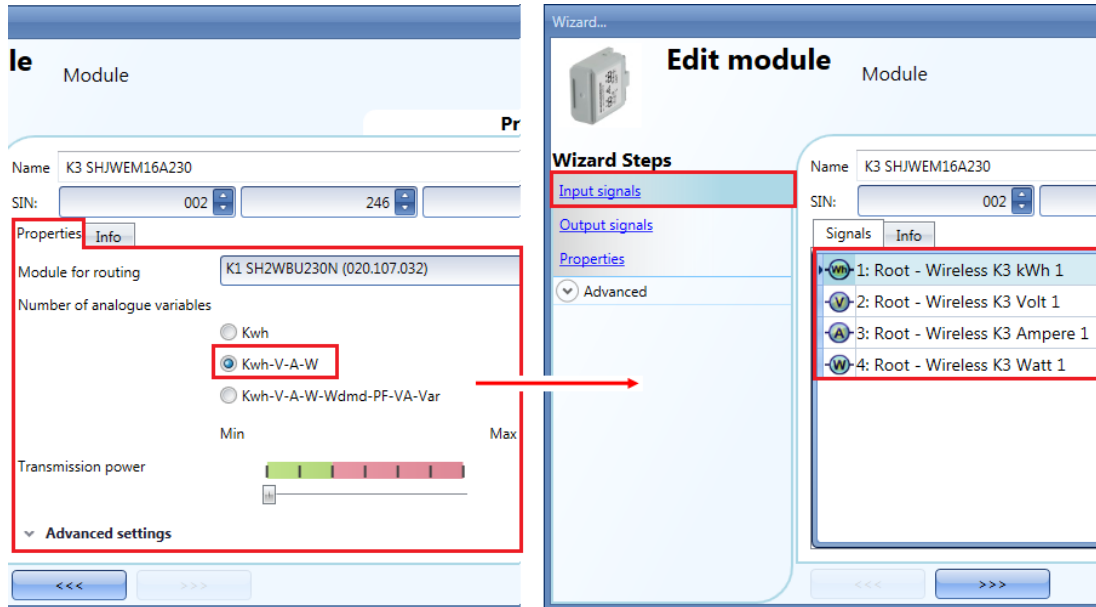 le Module
Pr
Name K3 SHJWEM16A230
SIN: 002 246
Properties Info
Module for routing K1 SH2WBU230N (020.107.032)
Number of analogue variables
Kwh
Kwh-V-A-W
Kwh-V-A-W-Wdmd-PF-VA-Var
Min Max
Transmission power
Advanced settings
<<< >>>
Wizard...
Edit module Module
Wizard Steps
Input signals
Output signals
Properties
Advanced
Name K3 SHJWEM16A230
SIN: 002
Signals Info
Wh 1: Root - Wireless K3 kWh 1
V 2: Root - Wireless K3 Volt 1
A 3: Root - Wireless K3 Ampere 1
W 4: Root - Wireless K3 Watt 1
<<< >>>